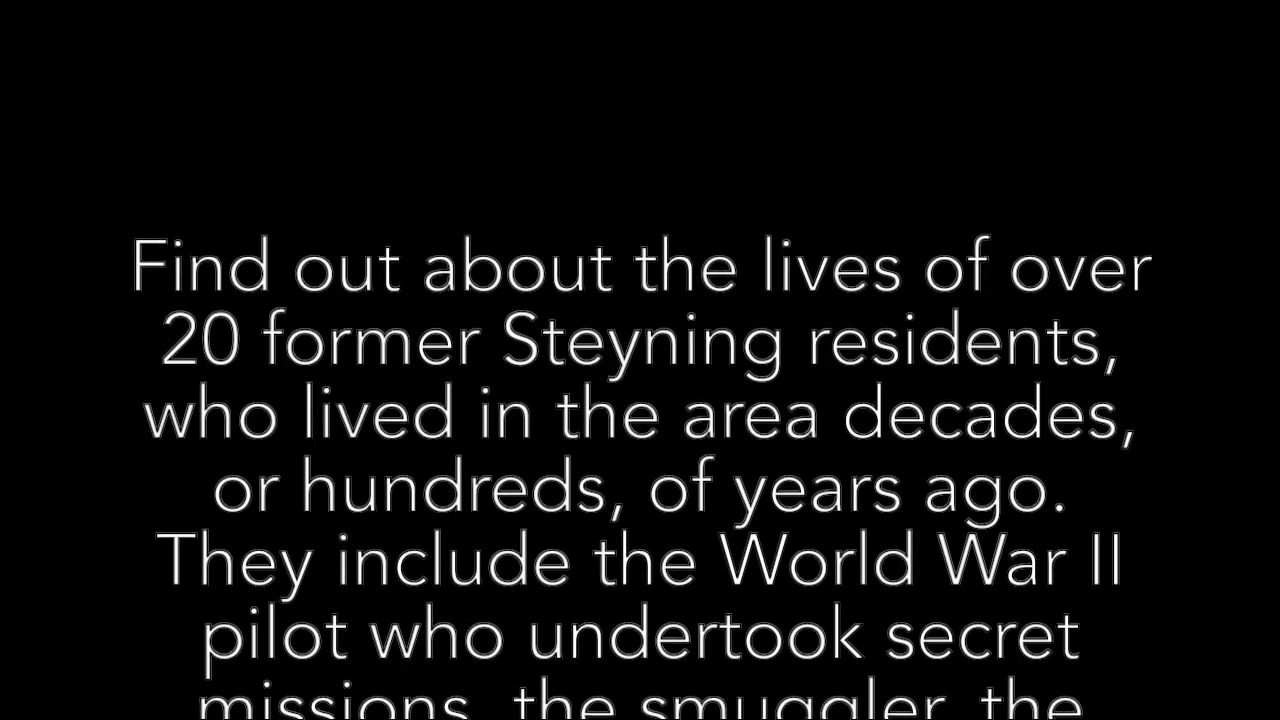 Find out about the lives of over
20 former Steyning residents,
who lived in the area decades,
or hundreds, of years ago.
They include the World War II
pilot who undertook secret
missions, the smuggler, the